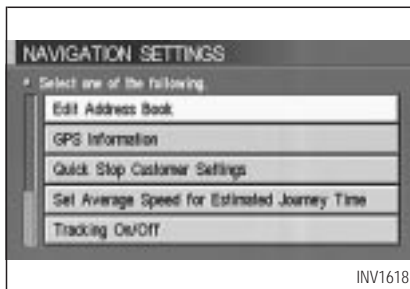 NAVIGATION SETTINGS
Select one of the following
Edit Address Book
GPS Information
Quick Stop Customer Settings
Set Average Speed for Estimated Journey Time
Tracking On/Off
INV1618